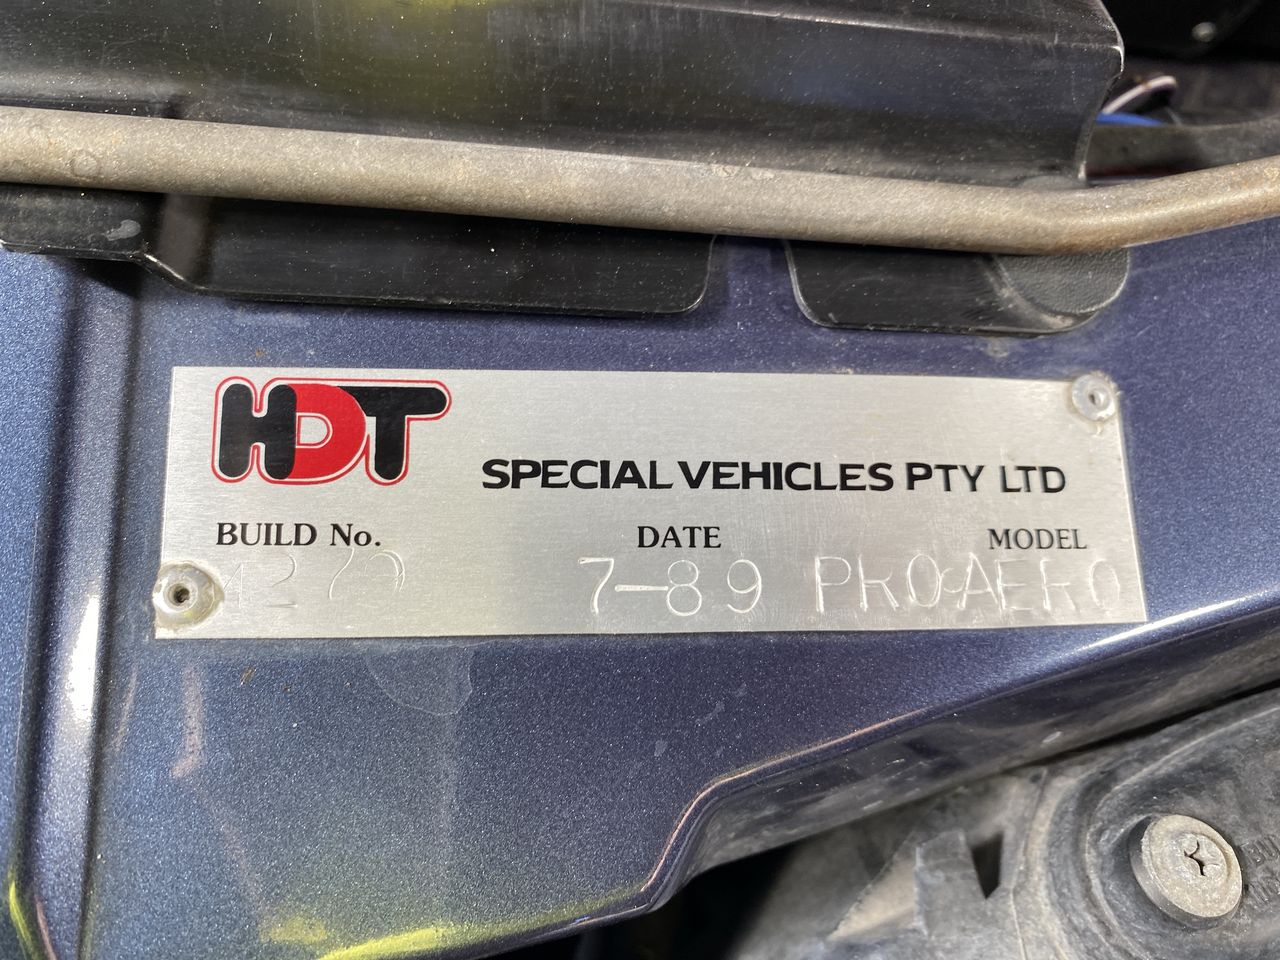 HDT
SPECIAL VEHICLES PTY LTD
BUILD No. DATE MODEL
7-89 PRO AERO